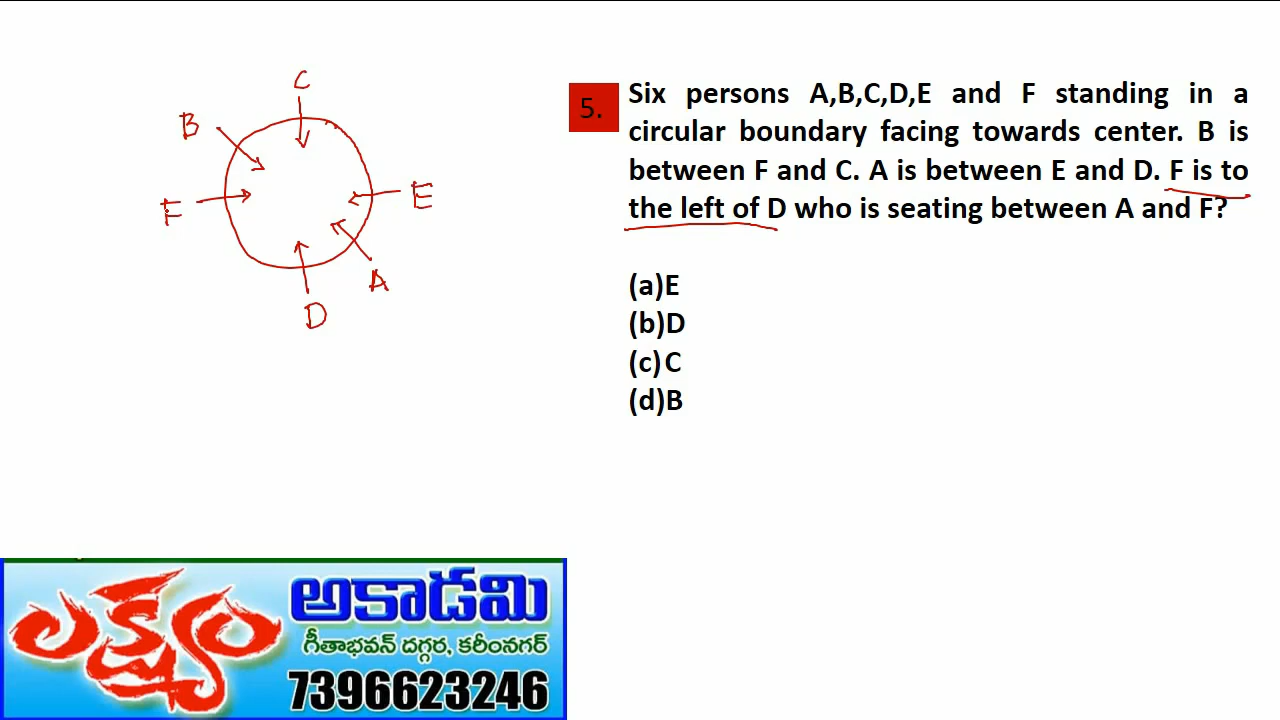 C
B
F
E
A
D
5.
Six persons A,B,C,D,E and F standing in a
circular boundary facing towards center. B is
between F and C. A is between E and D. F is to
the left of D who is seating between A and F?
(a)E
(b)D
(c)C
(d)B
లక్ష్యం
అకాడమి
గీతాభవన్ దగ్గర, కరీంనగర్
7396623246